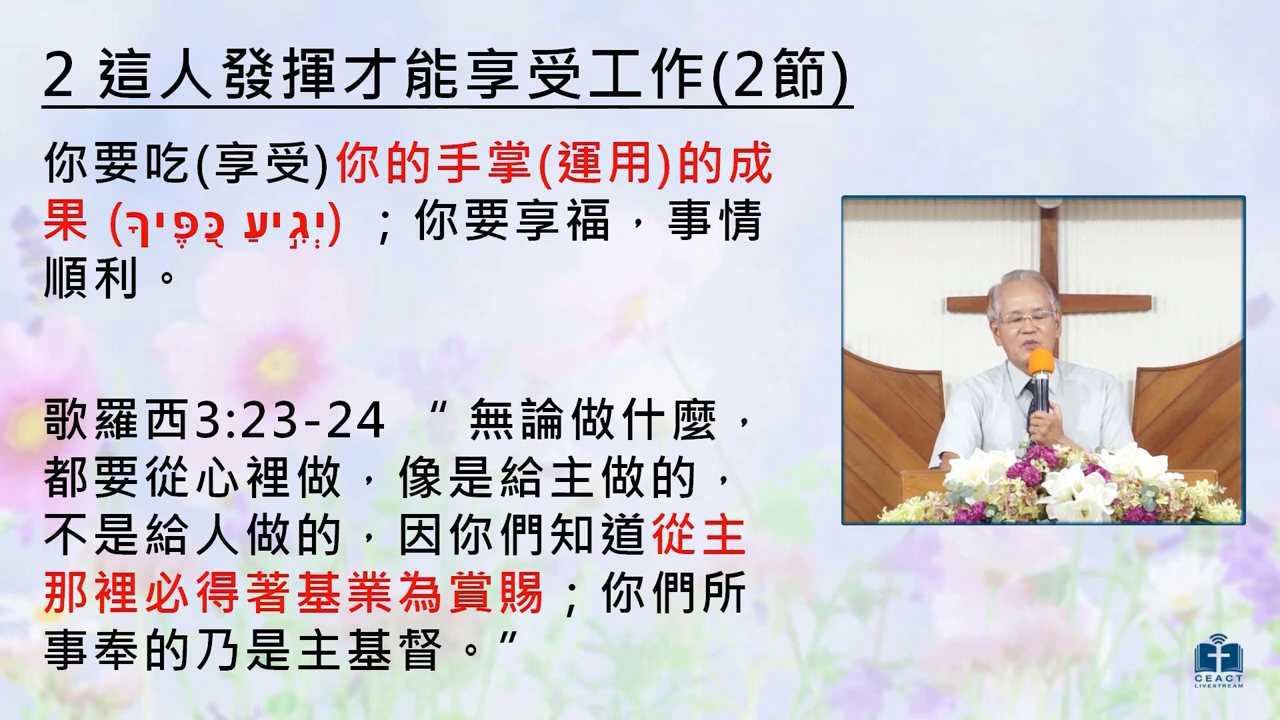 2 這人發揮才能享受工作(2節)
你要吃(享受)你的手掌(運用)的成
果 (יְגִ֣יעַ כַּ֭פֶּיךָ) ；你要享福，事情
順利。
歌羅西3:23-24 “ 無論做什麼，
都要從心裡做，像是給主做的，
不是給人做的，因你們知道從主
那裡必得著基業為賞賜；你們所
事奉的乃是主基督。”
CEACT
LIVESTREAM